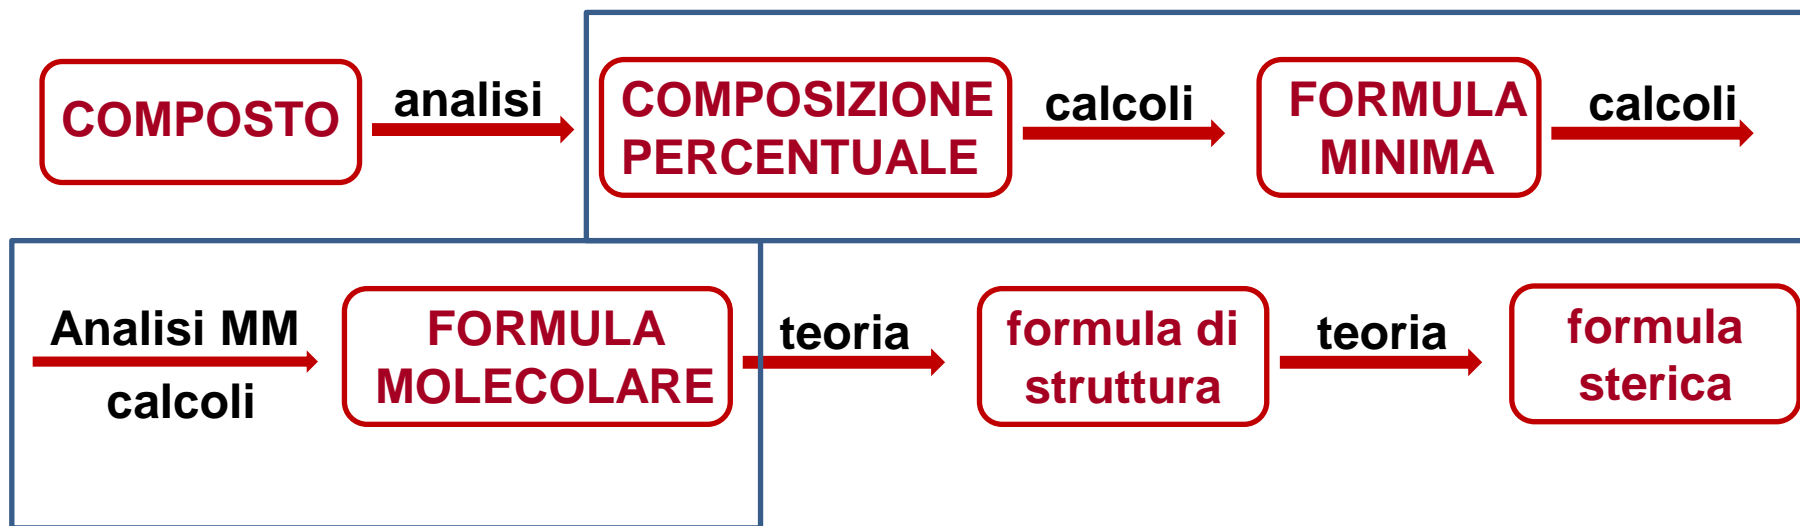 COMPOSTO
analisi
COMPOSIZIONE
PERCENTUALE
calcoli
FORMULA
MINIMA
calcoli
Analisi MM
calcoli
FORMULA
MOLECOLARE
teoria
formula di
struttura
teoria
formula
sterica